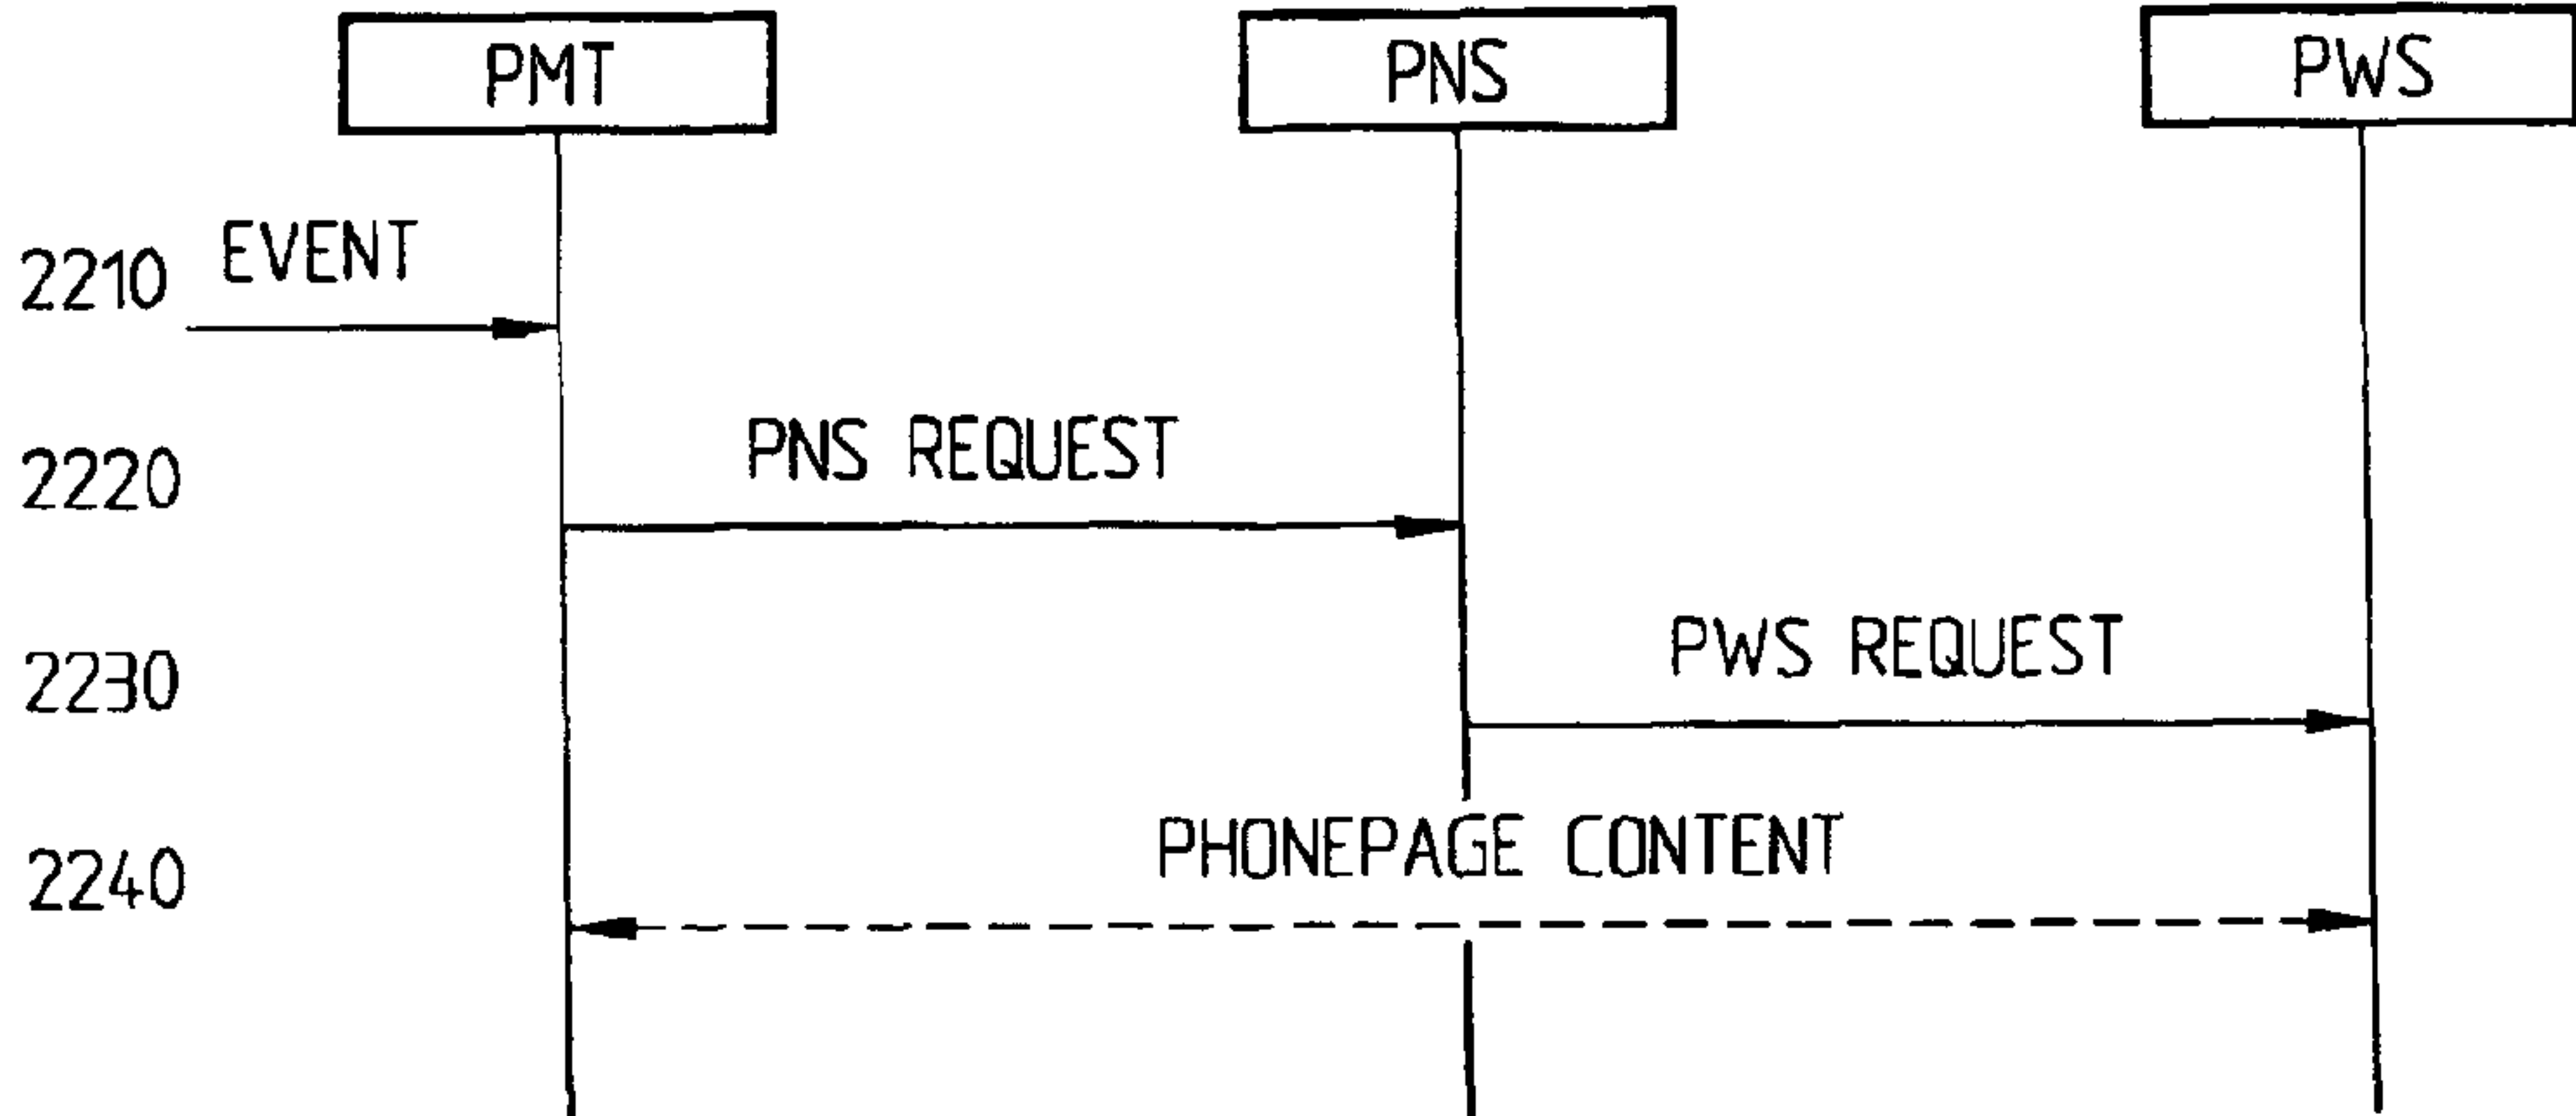 PMT PNS PWS
2210 EVENT
2220 PNS REQUEST
2230 PWS REQUEST
2240 PHONEPAGE CONTENT